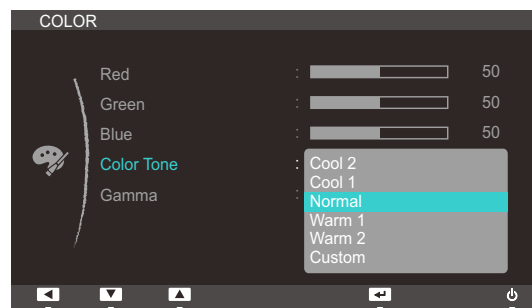 COLOR
Red : 50
Green : 50
Blue : 50
Color Tone : Cool 2
Cool 1
Gamma : Normal
Warm 1
Warm 2
Custom